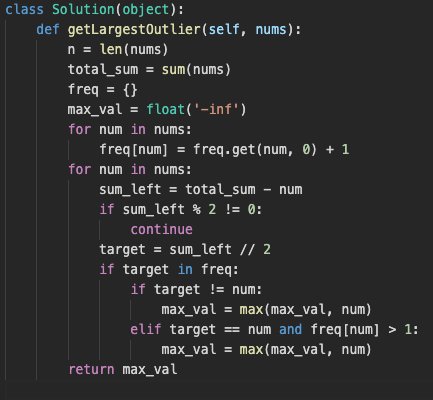 class Solution(object):
    def getLargestOutlier(self, nums):
        n = len(nums)
        total_sum = sum(nums)
        freq = {}
        max_val = float('-inf')
        for num in nums:
            freq[num] = freq.get(num, 0) + 1
        for num in nums:
            sum_left = total_sum - num
            if sum_left % 2 != 0:
                continue
            target = sum_left // 2
            if target in freq:
                if target != num:
                    max_val = max(max_val, num)
                elif target == num and freq[num] > 1:
                    max_val = max(max_val, num)
        return max_val